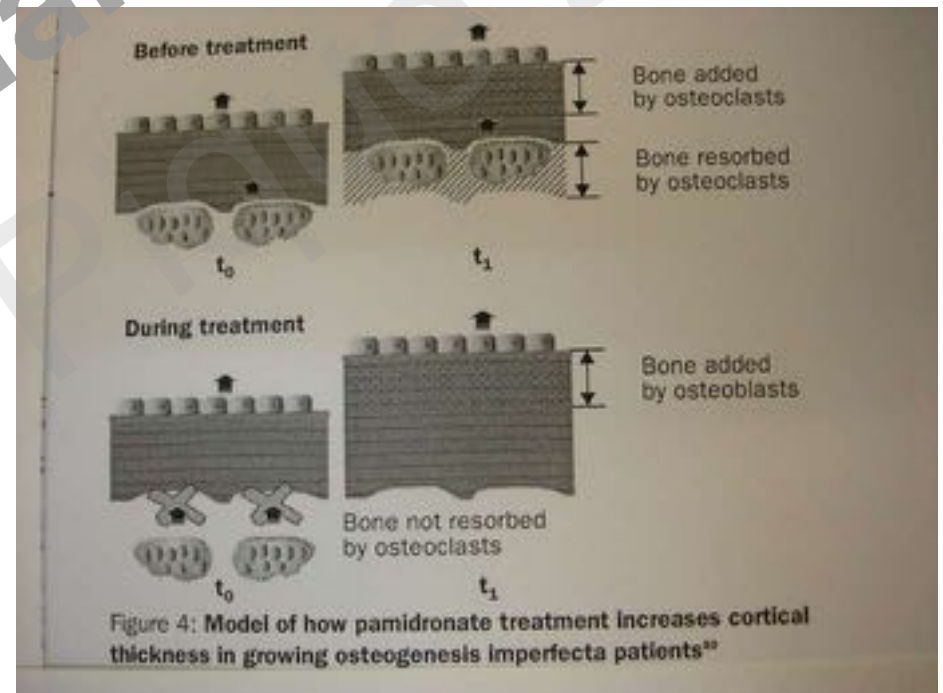 Before treatment
Bone added
by osteoclasts
Bone resorbed
by osteoclasts
t₀
t₁
During treatment
Bone added
by osteoblasts
Bone not resorbed
by osteoclasts
t₀
t₁
Figure 4: Model of how pamidronate treatment increases cortical
thickness in growing osteogenesis imperfecta patients